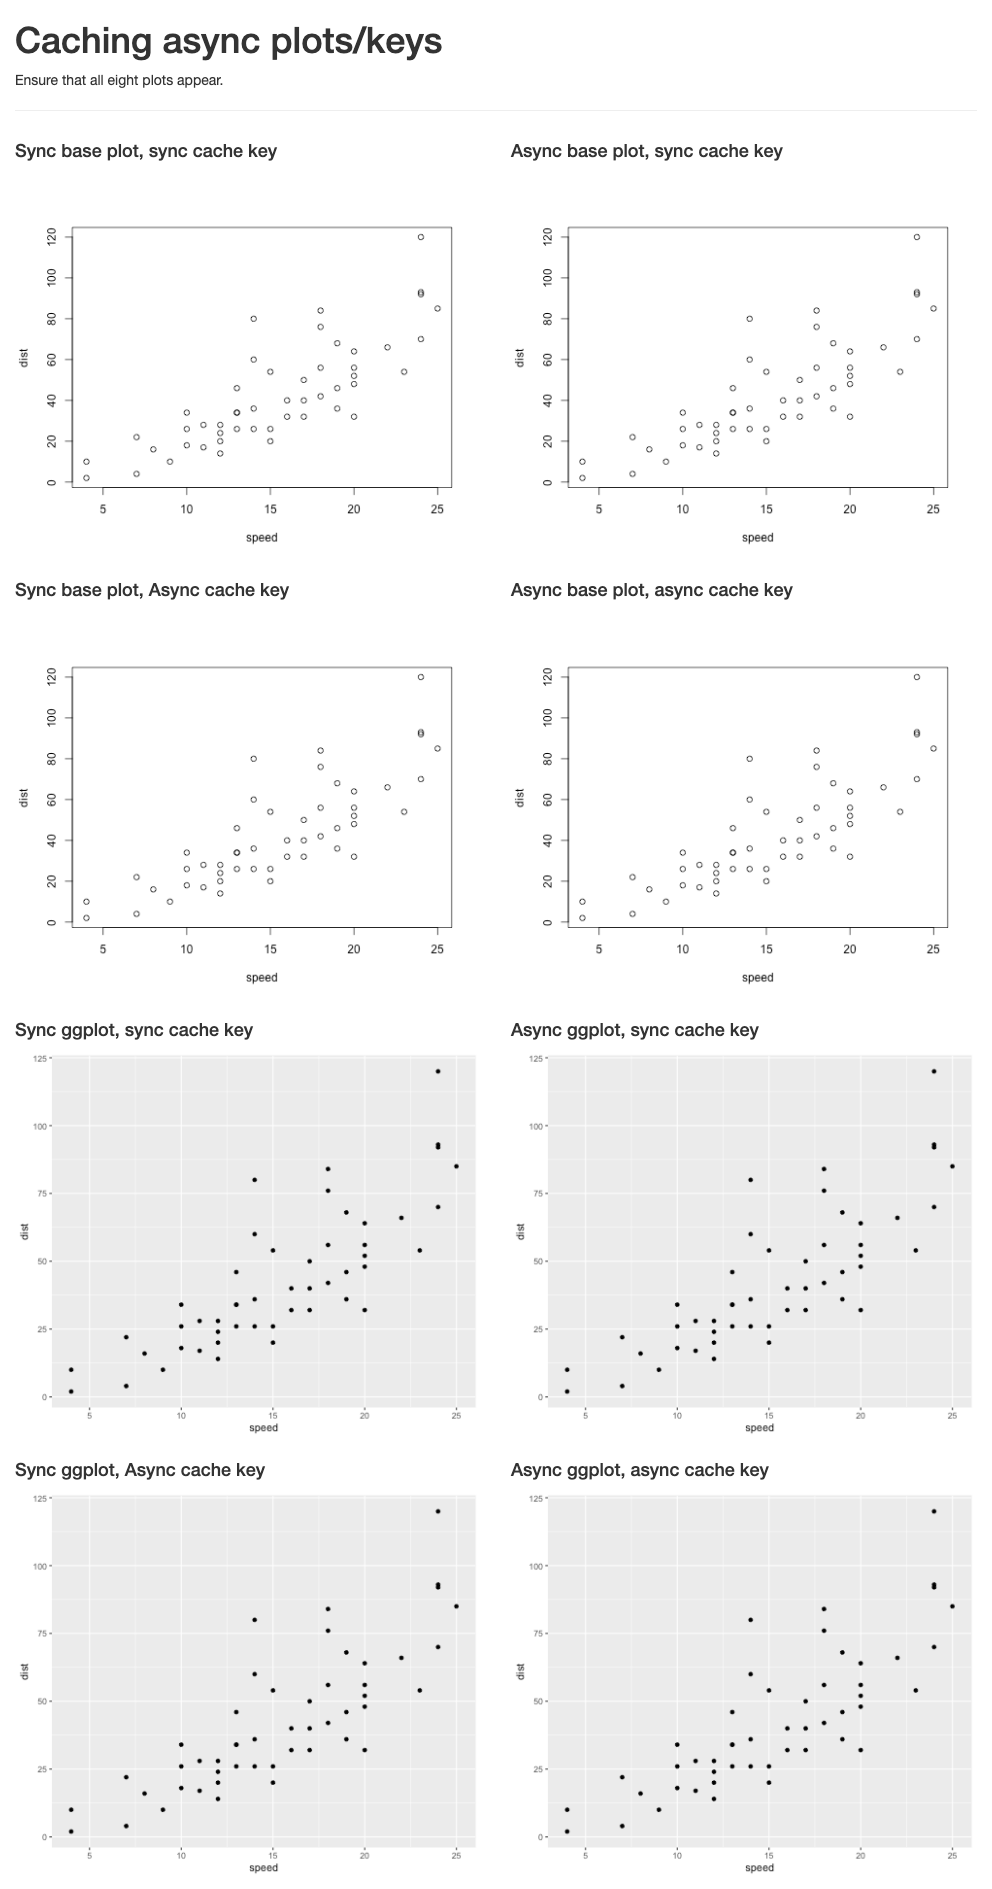 Caching async plots/keys
Ensure that all eight plots appear.
Sync base plot, sync cache key
Async base plot, sync cache key
120
100
80
60
40
20
0
dist
5 10 15 20 25
speed
120
100
80
60
40
20
0
dist
5 10 15 20 25
speed
Sync base plot, Async cache key
Async base plot, async cache key
120
100
80
60
40
20
0
dist
5 10 15 20 25
speed
120
100
80
60
40
20
0
dist
5 10 15 20 25
speed
Sync ggplot, sync cache key
Async ggplot, sync cache key
125
100
75
50
25
0
dist
5 10 15 20 25
speed
125
100
75
50
25
0
dist
5 10 15 20 25
speed
Sync ggplot, Async cache key
Async ggplot, async cache key
125
100
75
50
25
0
dist
5 10 15 20 25
speed
125
100
75
50
25
0
dist
5 10 15 20 25
speed